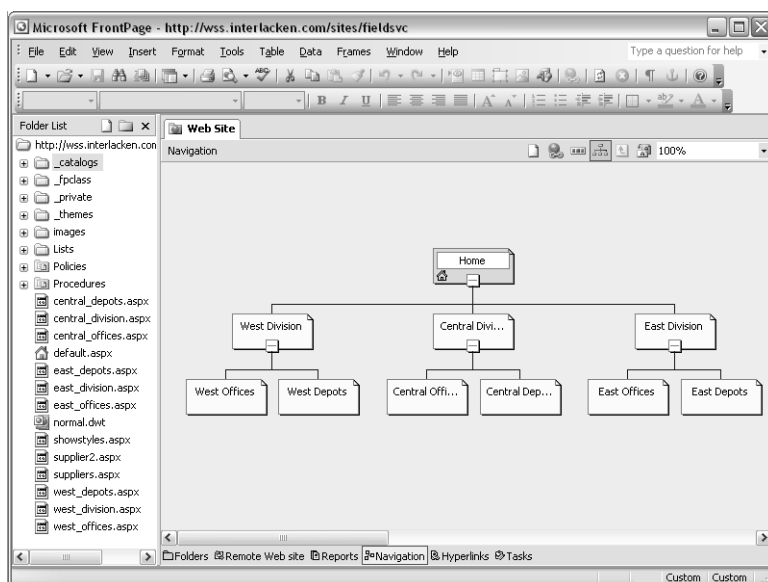 Microsoft FrontPage - http://wss.interlacken.com/sites/fieldsvc
File Edit View Insert Format Tools Table Data Frames Window Help Type a question for help
B I U A A ab A
Folder List
Web Site
http://wss.interlacken.con
Navigation 100%
_catalogs
_fpclass
_private
_themes
images
Lists
Policies
Procedures
central_depots.aspx
central_division.aspx
central_offices.aspx
default.aspx
east_depots.aspx
east_division.aspx
east_offices.aspx
normal.dwt
showstyles.aspx
supplier2.aspx
suppliers.aspx
west_depots.aspx
west_division.aspx
west_offices.aspx
Home
West Division Central Divi... East Division
West Offices West Depots Central Offi... Central Dep... East Offices East Depots
Folders Remote Web site Reports Navigation Hyperlinks Tasks
Custom Custom